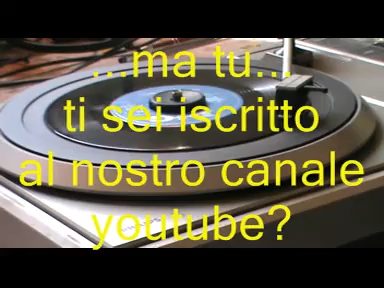 ...ma tu...
ti sei iscritto
al nostro canale
youtube?